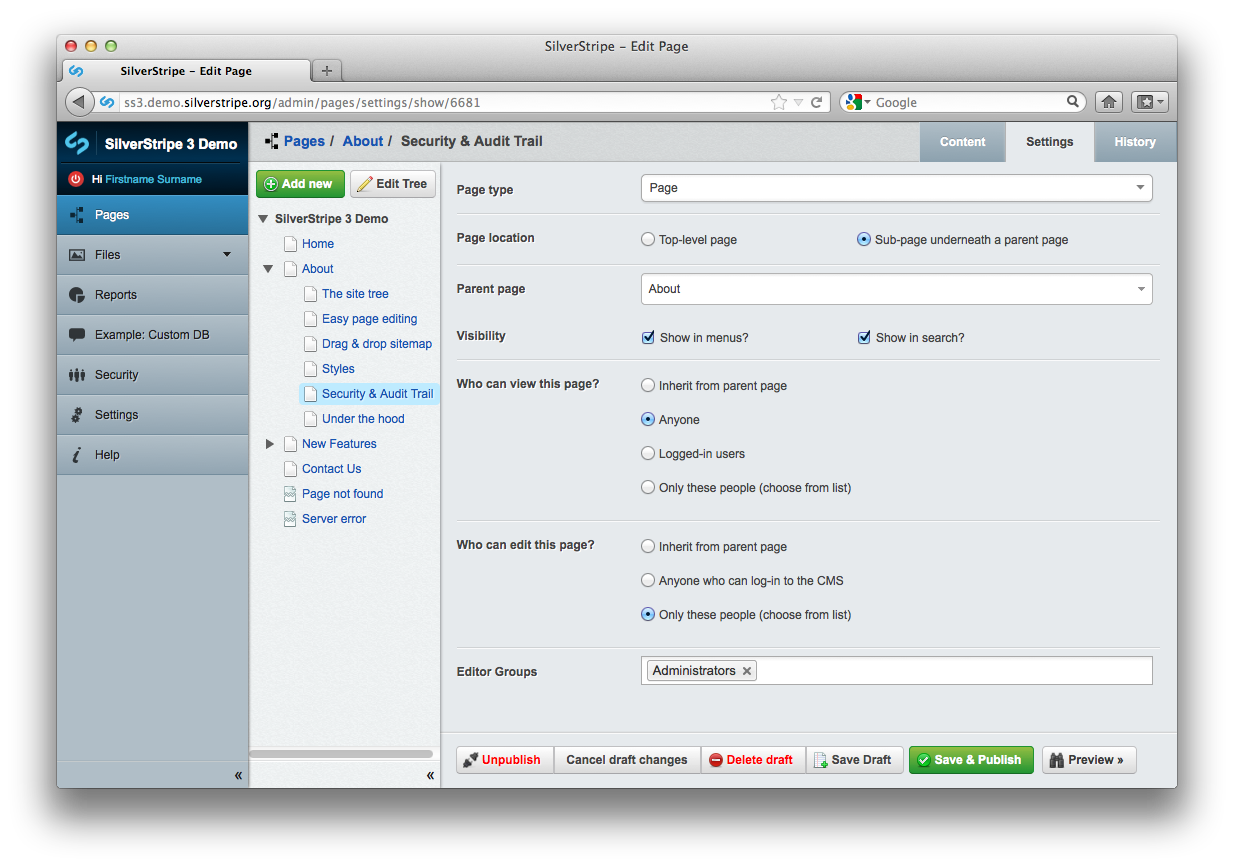 SilverStripe – Edit Page
SilverStripe – Edit Page
ss3.demo.silverstripe.org/admin/pages/settings/show/6681
Google
SilverStripe 3 Demo
Hi Firstname Surname
Pages
Files
Reports
Example: Custom DB
Security
Settings
Help
«
Pages / About / Security & Audit Trail
Content
Settings
History
Add new
Edit Tree
SilverStripe 3 Demo
Home
About
The site tree
Easy page editing
Drag & drop sitemap
Styles
Security & Audit Trail
Under the hood
New Features
Contact Us
Page not found
Server error
«
Page type
Page
Page location
Top-level page
Sub-page underneath a parent page
Parent page
About
Visibility
Show in menus?
Show in search?
Who can view this page?
Inherit from parent page
Anyone
Logged-in users
Only these people (choose from list)
Who can edit this page?
Inherit from parent page
Anyone who can log-in to the CMS
Only these people (choose from list)
Editor Groups
Administrators
Unpublish
Cancel draft changes
Delete draft
Save Draft
Save & Publish
Preview »